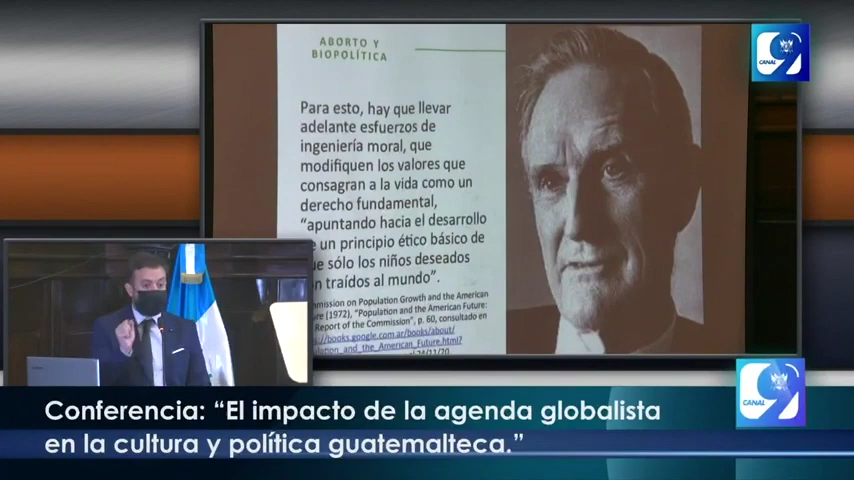 ABORTO Y
BIOPOLÍTICA
CANAL
Para esto, hay que llevar
adelante esfuerzos de
ingeniería moral, que
modifiquen los valores que
consagran a la vida como un
derecho fundamental,
"apuntando hacia el desarrollo
un principio ético básico de
sólo los niños deseados
traídos al mundo".
on Population Growth and the American
(1972), "Population and the American Future:
Report of the Commission", p. 60, consultado en
books.google.com.ar/books/about/
_and_the_American_Future.html?
CANAL
Conferencia: "El impacto de la agenda globalista
en la cultura y política guatemalteca."